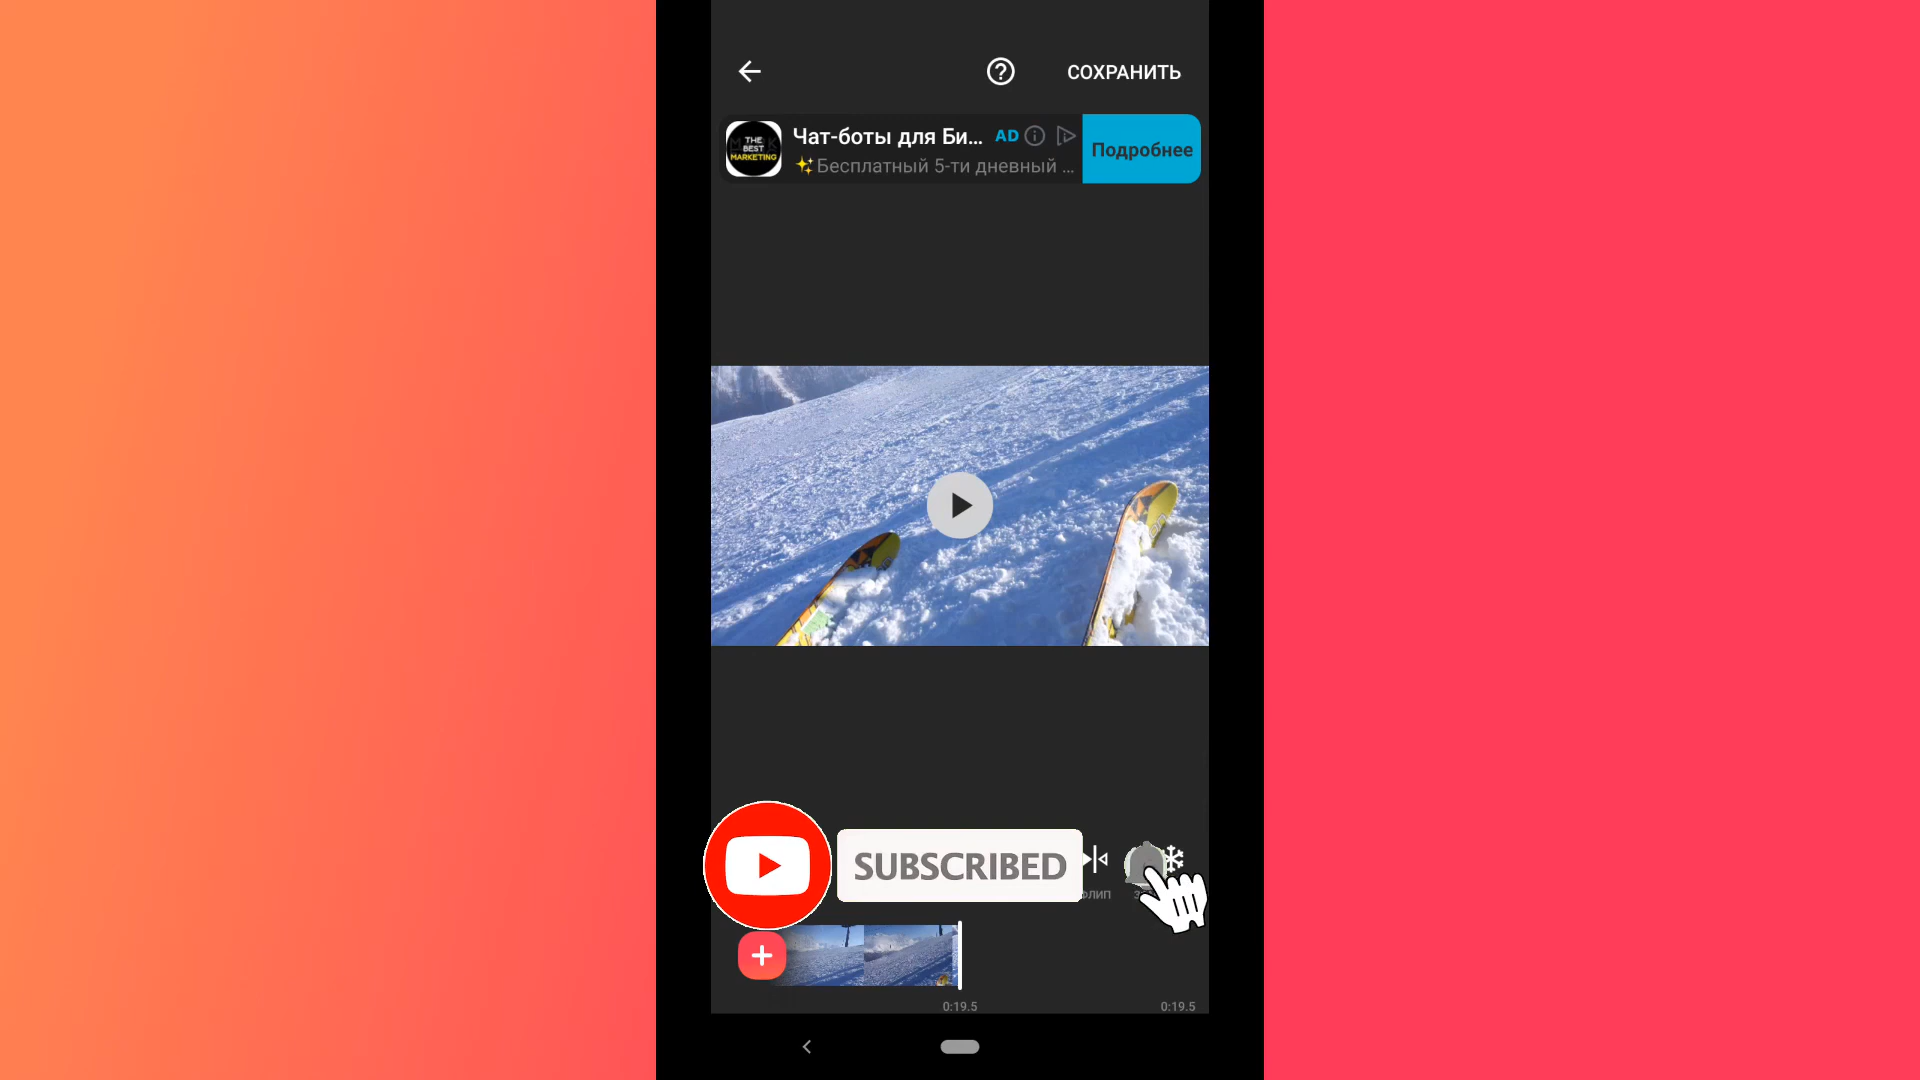 СОХРАНИТЬ
THE
BEST
MARKETING
Чат-боты для Би... AD
✨Бесплатный 5-ти дневный ...
Подробнее
SUBSCRIBED
0:19.5
0:19.5